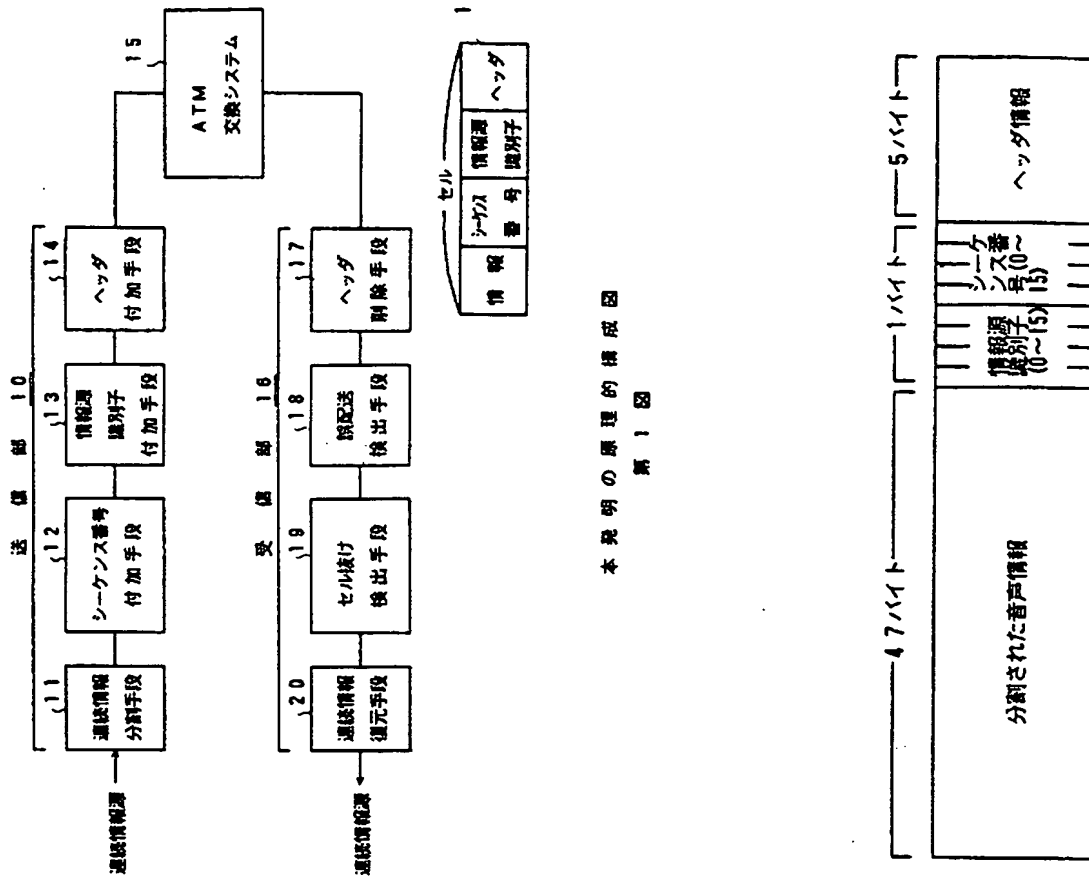 送信部 10
11
連続情報
分割手段
12
シーケンス番号
付加手段
13
情報源
識別子
付加手段
14
ヘッダ
付加手段
15
ATM
交換システム
連続情報源
受信部 16
20
連続情報
復元手段
19
セル抜け
検出手段
18
誤配送
検出手段
17
ヘッダ
削除手段
連続情報源
セル
1
情報
シーケンス
番号
情報源
識別子
ヘッダ
本発明の原理的構成図
第1図
47バイト
1バイト
5バイト
分割された音声情報
情報源
識別子
(0～15)
シーケ
ンス番
号(0～
15)
ヘッダ情報